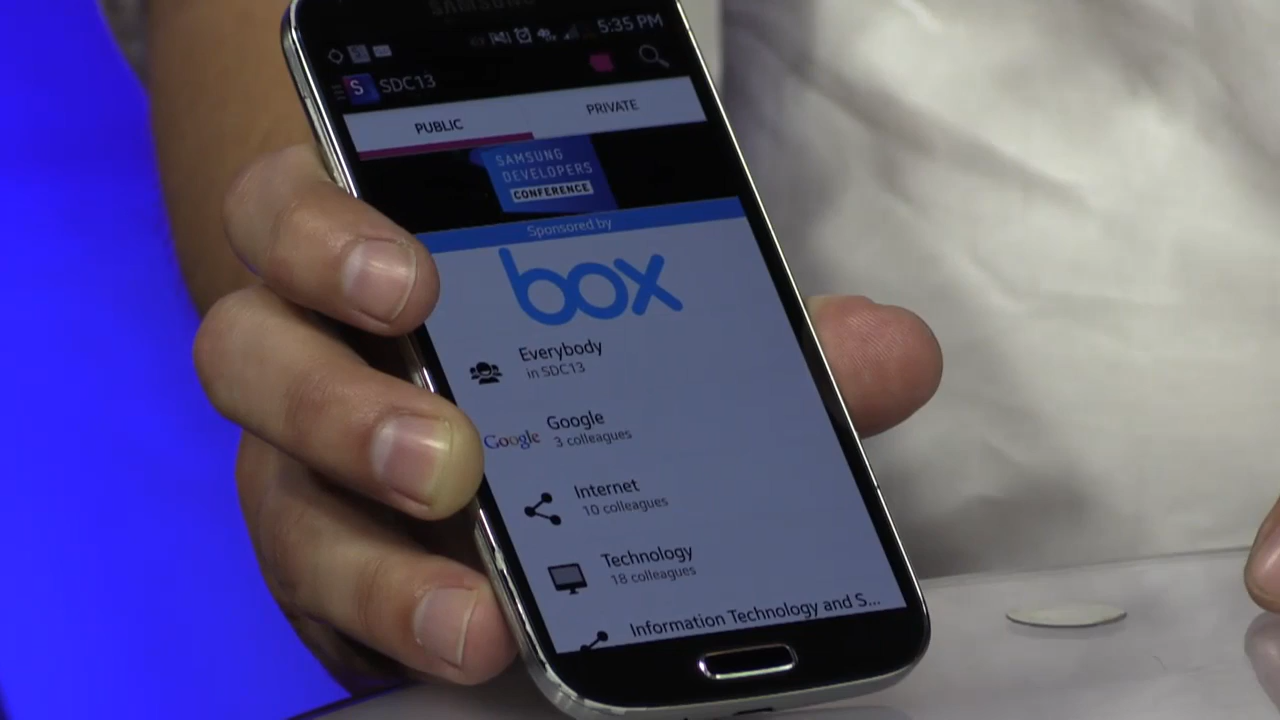 SAMSUNG
5:35 PM
S SDC13
PUBLIC
PRIVATE
SAMSUNG
DEVELOPERS
CONFERENCE
Sponsored by
box
Everybody
in SDC13
Google
Google
3 colleagues
Internet
10 colleagues
Technology
18 colleagues
Information Technology and S...